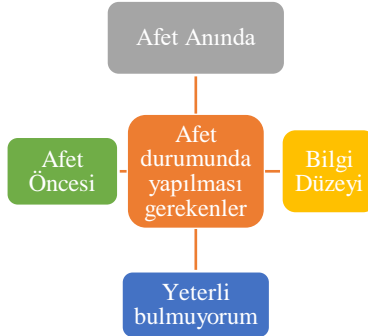 Afet Anında
Afet
Öncesi
Afet
durumunda
yapılması
gerekenler
Bilgi
Düzeyi
Yeterli
bulmuyorum